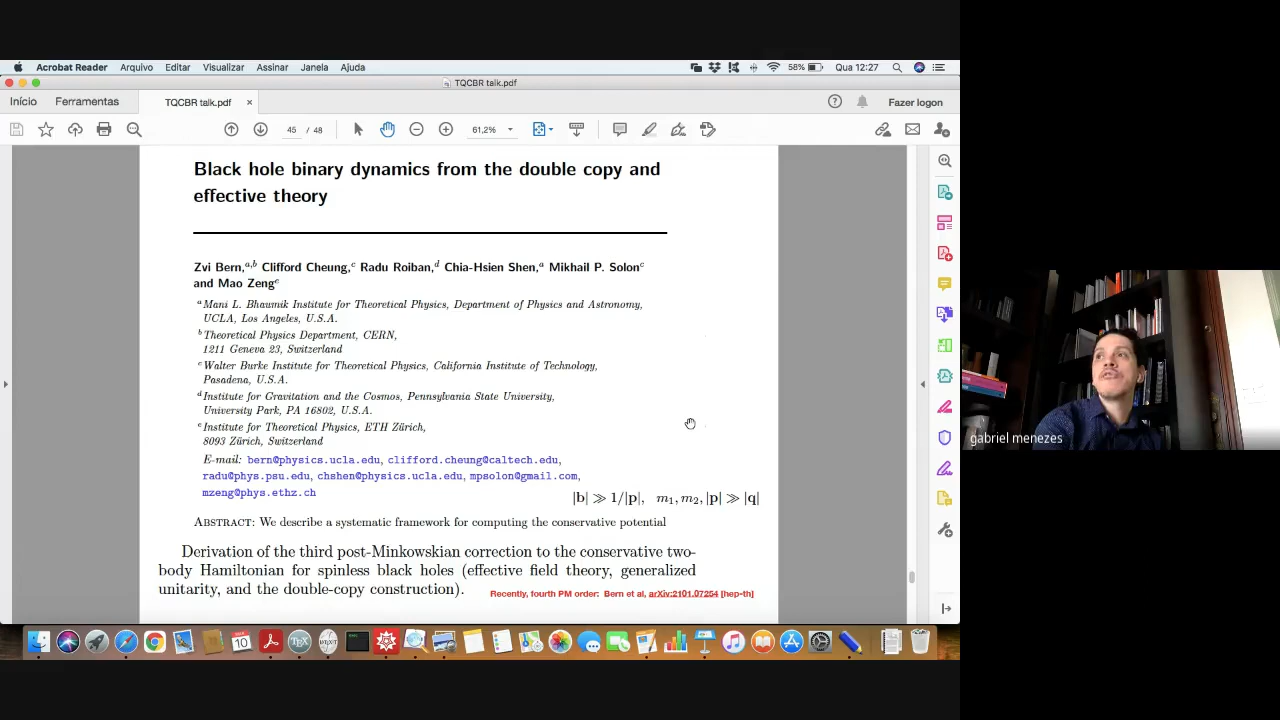 Acrobat Reader Arquivo Editar Visualizar Assinar Janela Ajuda 58% Qua 12:27
TQCBR talk.pdf
Início Ferramentas TQCBR talk.pdf × Fazer logon
45 / 48 61,2%
Black hole binary dynamics from the double copy and
effective theory
Zvi Bern,ᵃ,ᵇ Clifford Cheung,ᶜ Radu Roiban,ᵈ Chia-Hsien Shen,ᵃ Mikhail P. Solonᶜ
and Mao Zengᵉ
ᵃMani L. Bhaumik Institute for Theoretical Physics, Department of Physics and Astronomy,
UCLA, Los Angeles, U.S.A.
ᵇTheoretical Physics Department, CERN,
1211 Geneva 23, Switzerland
ᶜWalter Burke Institute for Theoretical Physics, California Institute of Technology,
Pasadena, U.S.A.
ᵈInstitute for Gravitation and the Cosmos, Pennsylvania State University,
University Park, PA 16802, U.S.A.
ᵉInstitute for Theoretical Physics, ETH Zürich,
8093 Zürich, Switzerland
E-mail: bern@physics.ucla.edu, clifford.cheung@caltech.edu,
radu@phys.psu.edu, chshen@physics.ucla.edu, mpsolon@gmail.com,
mzeng@phys.ethz.ch
|b| ≫ 1/|p|, m₁, m₂, |p| ≫ |q|
ABSTRACT: We describe a systematic framework for computing the conservative potential
Derivation of the third post-Minkowskian correction to the conservative two-
body Hamiltonian for spinless black holes (effective field theory, generalized
unitarity, and the double-copy construction).
Recently, fourth PM order: Bern et al, arXiv:2101.07254 [hep-th]
gabriel menezes
10